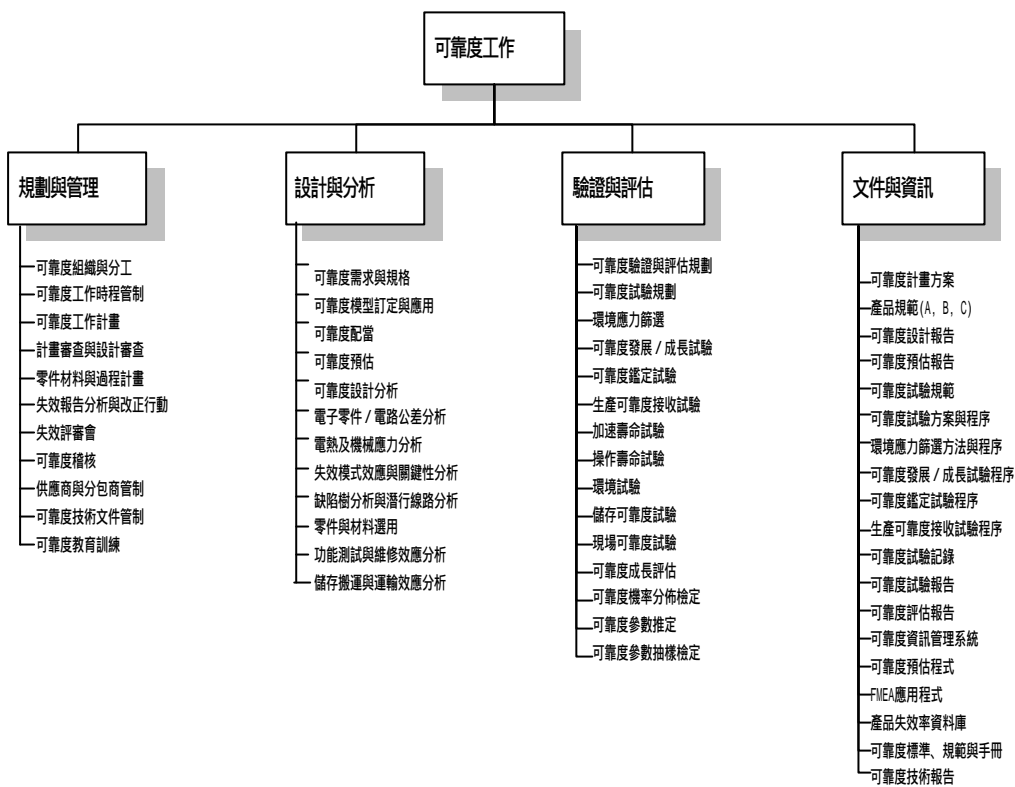 可靠度工作
規劃與管理
可靠度組織與分工
可靠度工作時程管制
可靠度工作計畫
計畫審查與設計審查
零件材料與過程計畫
失效報告分析與改正行動
失效評審會
可靠度稽核
供應商與分包商管制
可靠度技術文件管制
可靠度教育訓練
設計與分析
可靠度需求與規格
可靠度模型訂定與應用
可靠度配當
可靠度預估
可靠度設計分析
電子零件/電路公差分析
電熱及機械應力分析
失效模式效應與關鍵性分析
缺陷樹分析與潛行線路分析
零件與材料選用
功能測試與維修效應分析
儲存搬運與運輸效應分析
驗證與評估
可靠度驗證與評估規劃
可靠度試驗規劃
環境應力篩選
可靠度發展/成長試驗
可靠度鑑定試驗
生產可靠度接收試驗
加速壽命試驗
操作壽命試驗
環境試驗
儲存可靠度試驗
現場可靠度試驗
可靠度成長評估
可靠度機率分佈檢定
可靠度參數推定
可靠度參數抽樣檢定
文件與資訊
可靠度計畫方案
產品規範(A, B, C)
可靠度設計報告
可靠度預估報告
可靠度試驗規範
可靠度試驗方案與程序
環境應力篩選方法與程序
可靠度發展/成長試驗程序
可靠度鑑定試驗程序
生產可靠度接收試驗程序
可靠度試驗記錄
可靠度試驗報告
可靠度評估報告
可靠度資訊管理系統
可靠度預估程式
FMEA應用程式
產品失效率資料庫
可靠度標準、規範與手冊
可靠度技術報告